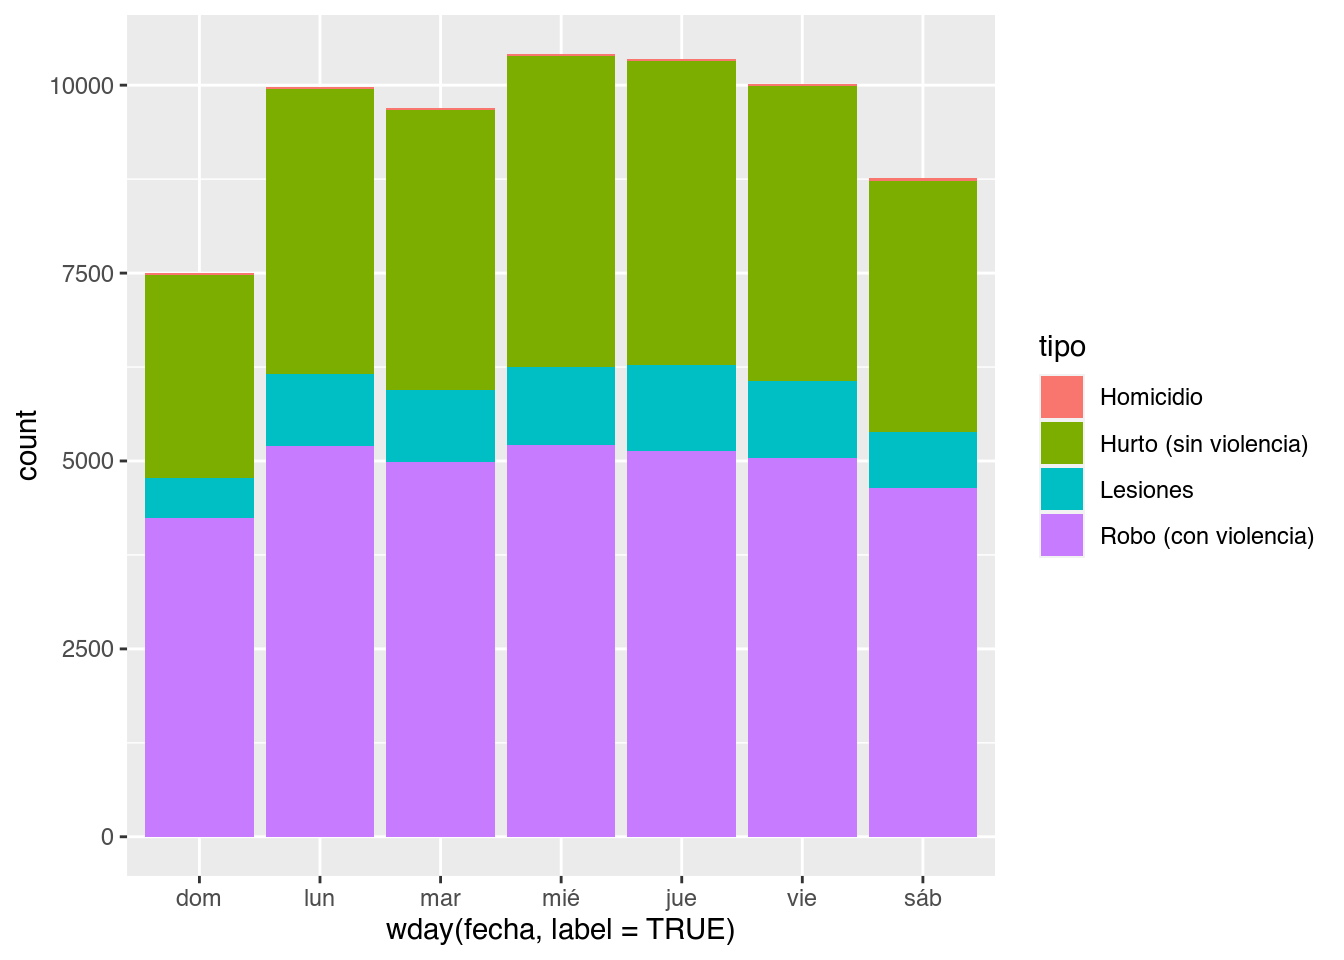 10000
7500
5000
2500
0
count
dom lun mar mié jue vie sáb
wday(fecha, label = TRUE)
tipo
Homicidio
Hurto (sin violencia)
Lesiones
Robo (con violencia)